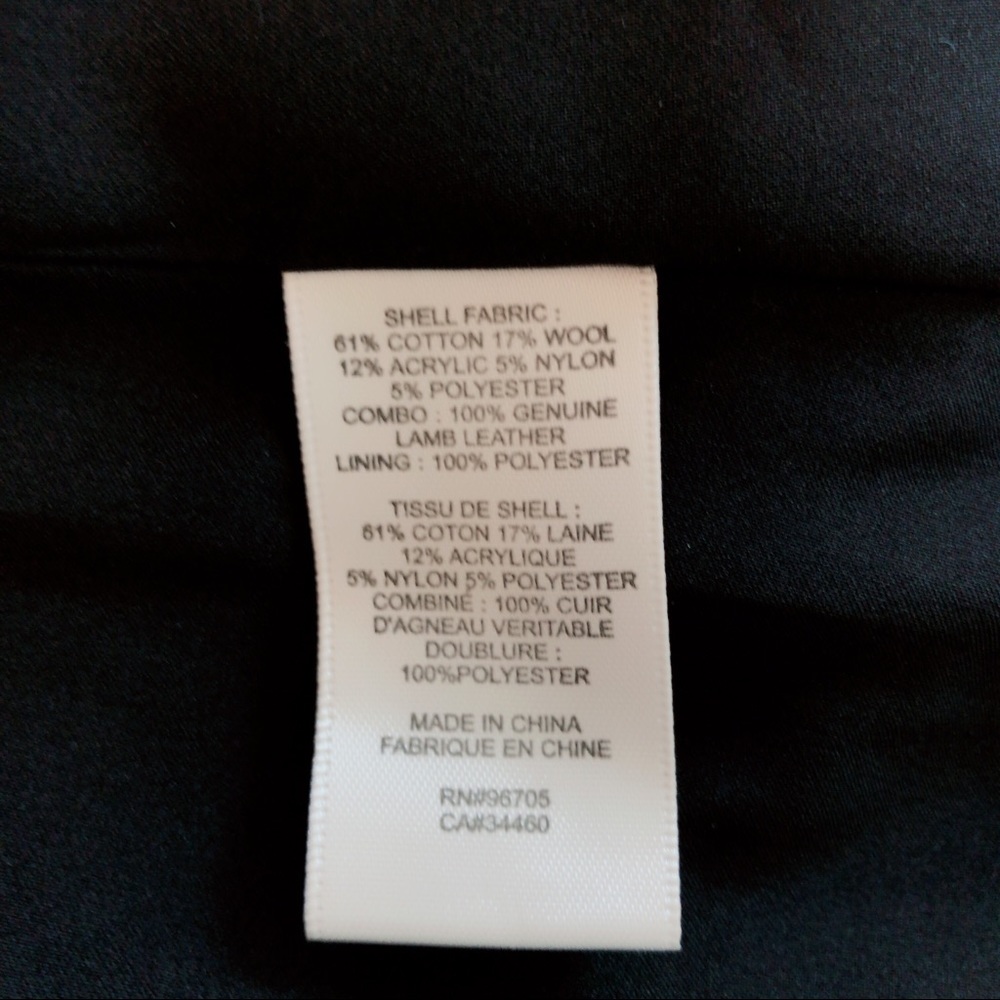 SHELL FABRIC :
61% COTTON 17% WOOL
12% ACRYLIC 5% NYLON
5% POLYESTER
COMBO : 100% GENUINE
LAMB LEATHER
LINING : 100% POLYESTER
TISSU DE SHELL :
61% COTON 17% LAINE
12% ACRYLIQUE
5% NYLON 5% POLYESTER
COMBINÉ : 100% CUIR
D'AGNEAU VERITABLE
DOUBLURE :
100%POLYESTER
MADE IN CHINA
FABRIQUE EN CHINE
RN#96705
CA#34460